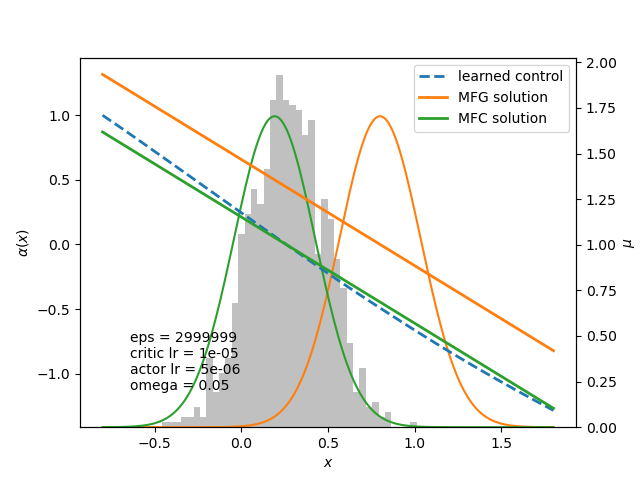 learned control
MFG solution
MFC solution
2.00
1.75
1.50
1.25
1.00
0.75
0.50
0.25
0.00
1.0
0.5
0.0
−0.5
−1.0
α(x)
μ
eps = 2999999
critic lr = 1e-05
actor lr = 5e-06
omega = 0.05
−0.5
0.0
0.5
1.0
1.5
x